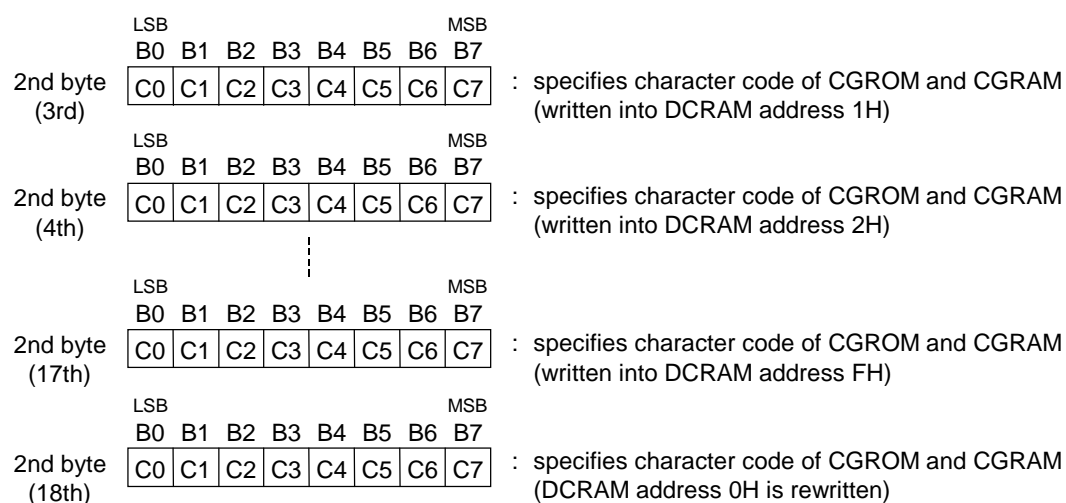 LSB MSB
B0 B1 B2 B3 B4 B5 B6 B7
2nd byte C0 C1 C2 C3 C4 C5 C6 C7 : specifies character code of CGROM and CGRAM
(3rd) (written into DCRAM address 1H)
LSB MSB
B0 B1 B2 B3 B4 B5 B6 B7
2nd byte C0 C1 C2 C3 C4 C5 C6 C7 : specifies character code of CGROM and CGRAM
(4th) (written into DCRAM address 2H)
LSB MSB
B0 B1 B2 B3 B4 B5 B6 B7
2nd byte C0 C1 C2 C3 C4 C5 C6 C7 : specifies character code of CGROM and CGRAM
(17th) (written into DCRAM address FH)
LSB MSB
B0 B1 B2 B3 B4 B5 B6 B7
2nd byte C0 C1 C2 C3 C4 C5 C6 C7 : specifies character code of CGROM and CGRAM
(18th) (DCRAM address 0H is rewritten)